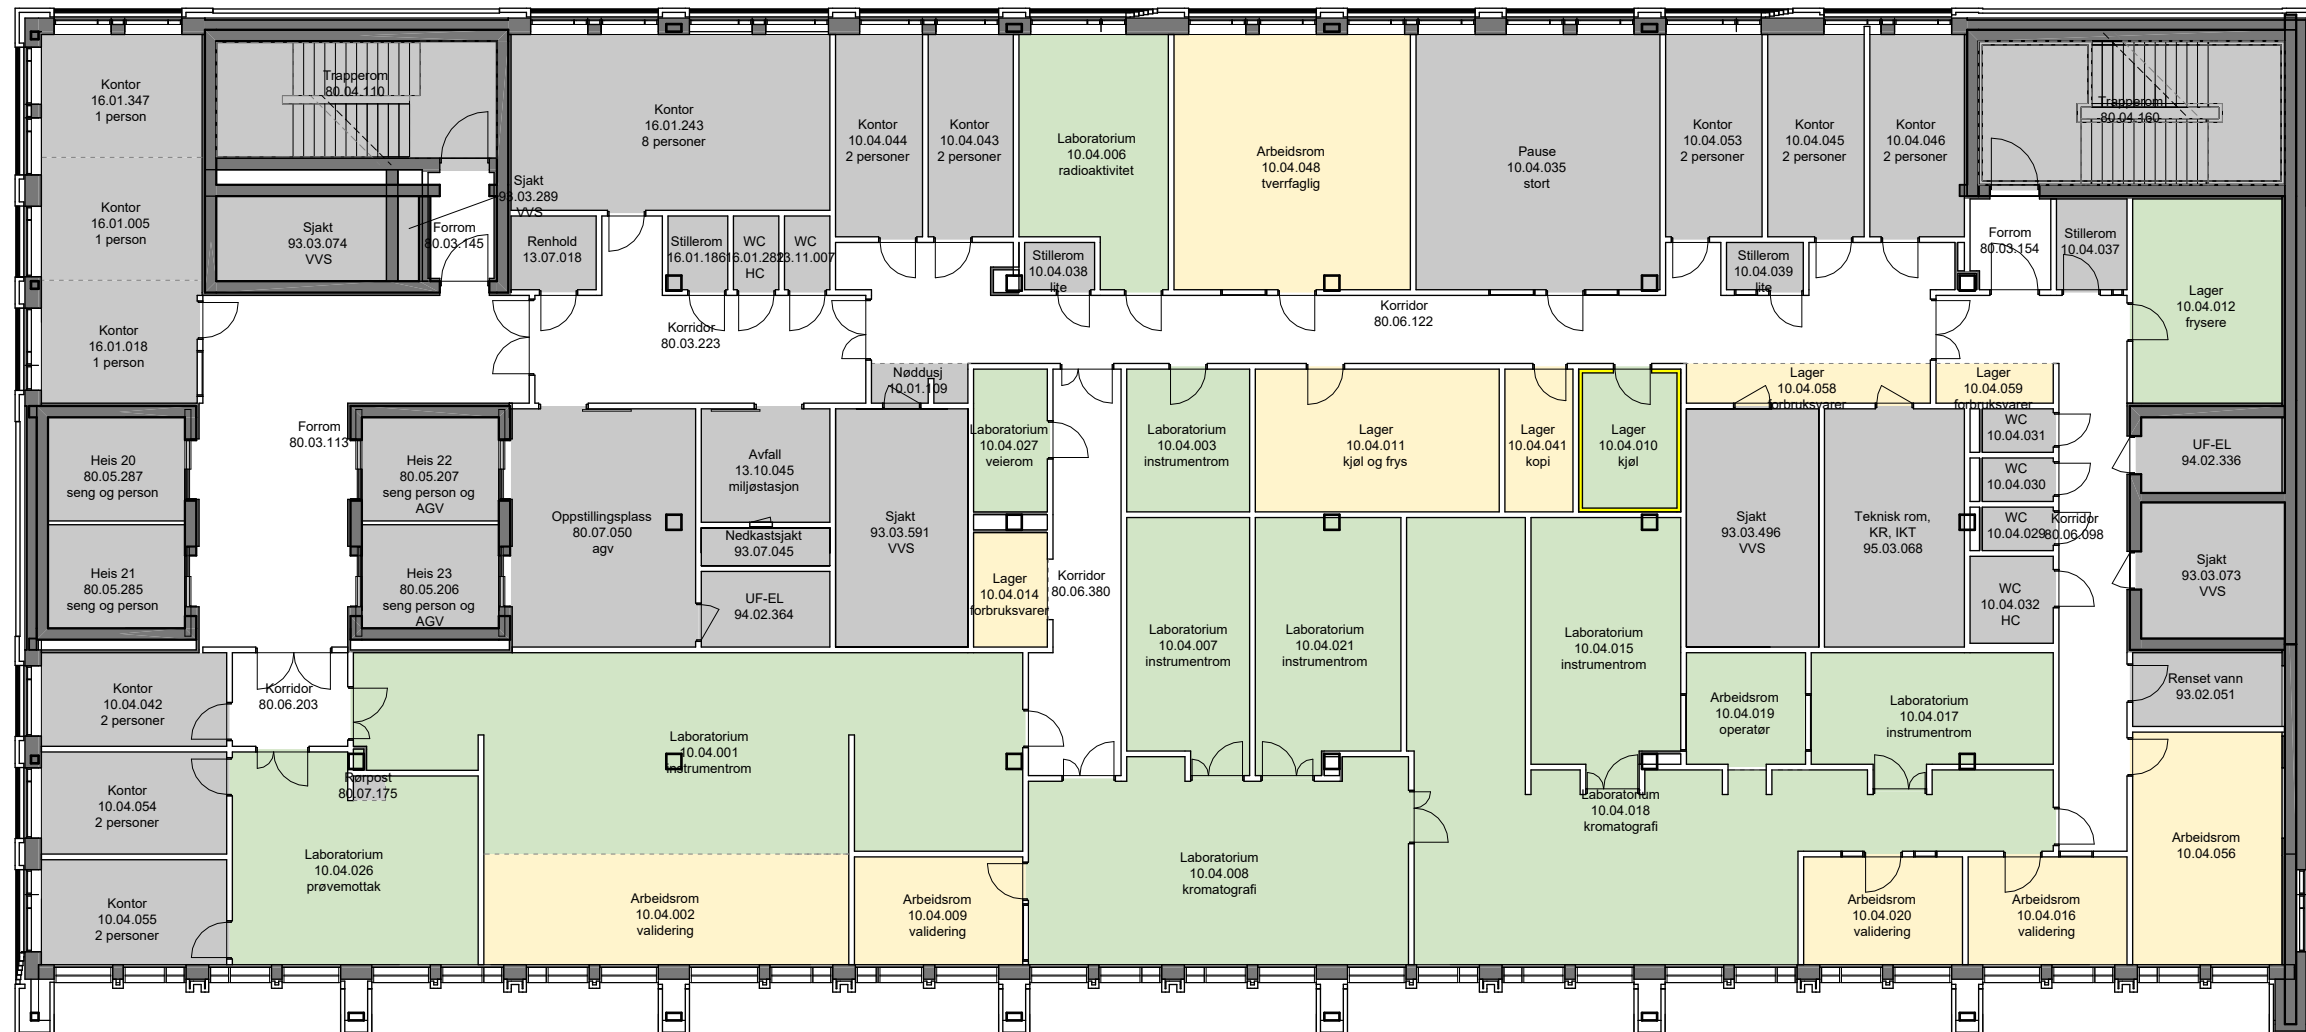 Kontor
16.01.347
1 person
Trapperom
80.04.110
Kontor
16.01.243
8 personer
Kontor
10.04.044
2 personer
Kontor
10.04.043
2 personer
Laboratorium
10.04.006
radioaktivitet
Arbeidsrom
10.04.048
tverrfaglig
Pause
10.04.035
stort
Kontor
10.04.053
2 personer
Kontor
10.04.045
2 personer
Kontor
10.04.046
2 personer
Trapperom
80.04.160
Kontor
16.01.005
1 person
Sjakt
93.03.074
VVS
Sjakt
93.03.289
VVS
Forrom
80.03.145
Renhold
13.07.018
Stillerom
16.01.186
WC
16.01.282
HC
WC
13.11.007
Stillerom
10.04.038
lite
Stillerom
10.04.039
lite
Forrom
80.03.154
Stillerom
10.04.037
Lager
10.04.012
frysere
Kontor
16.01.018
1 person
Korridor
80.03.223
Korridor
80.06.122
Nøddusj
10.01.109
Lager
10.04.058
forbruksvarer
Lager
10.04.059
forbruksvarer
Forrom
80.03.113
Heis 20
80.05.287
seng og person
Heis 22
80.05.207
seng person og
AGV
Avfall
13.10.045
miljøstasjon
Laboratorium
10.04.027
veierom
Laboratorium
10.04.003
instrumentrom
Lager
10.04.011
kjøl og frys
Lager
10.04.041
kopi
Lager
10.04.010
kjøl
WC
10.04.031
UF-EL
94.02.336
WC
10.04.030
Oppstillingsplass
80.07.050
agv
Nedkastsjakt
93.07.045
Sjakt
93.03.591
VVS
Sjakt
93.03.496
VVS
Teknisk rom,
KR, IKT
95.03.068
WC
10.04.029
Korridor
80.06.098
Heis 21
80.05.285
seng og person
Heis 23
80.05.206
seng person og
AGV
UF-EL
94.02.364
Lager
10.04.014
forbruksvarer
Korridor
80.06.380
Sjakt
93.03.073
VVS
WC
10.04.032
HC
Laboratorium
10.04.007
instrumentrom
Laboratorium
10.04.021
instrumentrom
Laboratorium
10.04.015
instrumentrom
Kontor
10.04.042
2 personer
Korridor
80.06.203
Arbeidsrom
10.04.019
operatør
Laboratorium
10.04.017
instrumentrom
Renset vann
93.02.051
Laboratorium
10.04.001
instrumentrom
Rørpost
80.07.175
Kontor
10.04.054
2 personer
Laboratorium
10.04.018
kromatografi
Arbeidsrom
10.04.056
Laboratorium
10.04.026
prøvemottak
Laboratorium
10.04.008
kromatografi
Kontor
10.04.055
2 personer
Arbeidsrom
10.04.002
validering
Arbeidsrom
10.04.009
validering
Arbeidsrom
10.04.020
validering
Arbeidsrom
10.04.016
validering